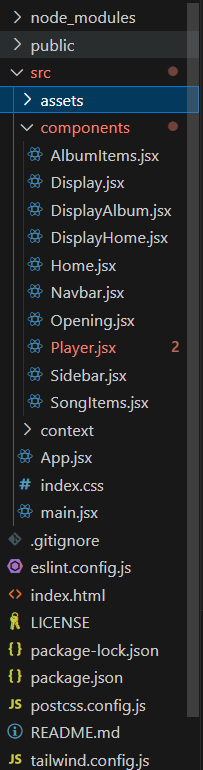 node_modules
public
src
assets
components
AlbumItems.jsx
Display.jsx
DisplayAlbum.jsx
DisplayHome.jsx
Home.jsx
Navbar.jsx
Opening.jsx
Player.jsx 2
Sidebar.jsx
SongItems.jsx
context
App.jsx
# index.css
main.jsx
.gitignore
eslint.config.js
<> index.html
LICENSE
{} package-lock.json
{} package.json
JS postcss.config.js
README.md
JS tailwind.config.js